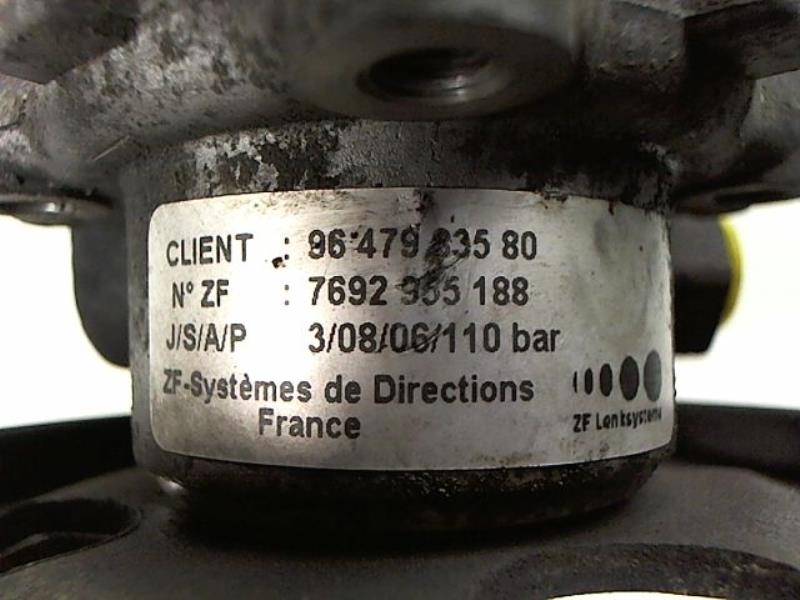 CLIENT : 96 479 80
N° ZF : 7692 955 188
J/S/A/P 3/08/06/110 bar
ZF-Systèmes de Directions
France
ZF Lenksysteme